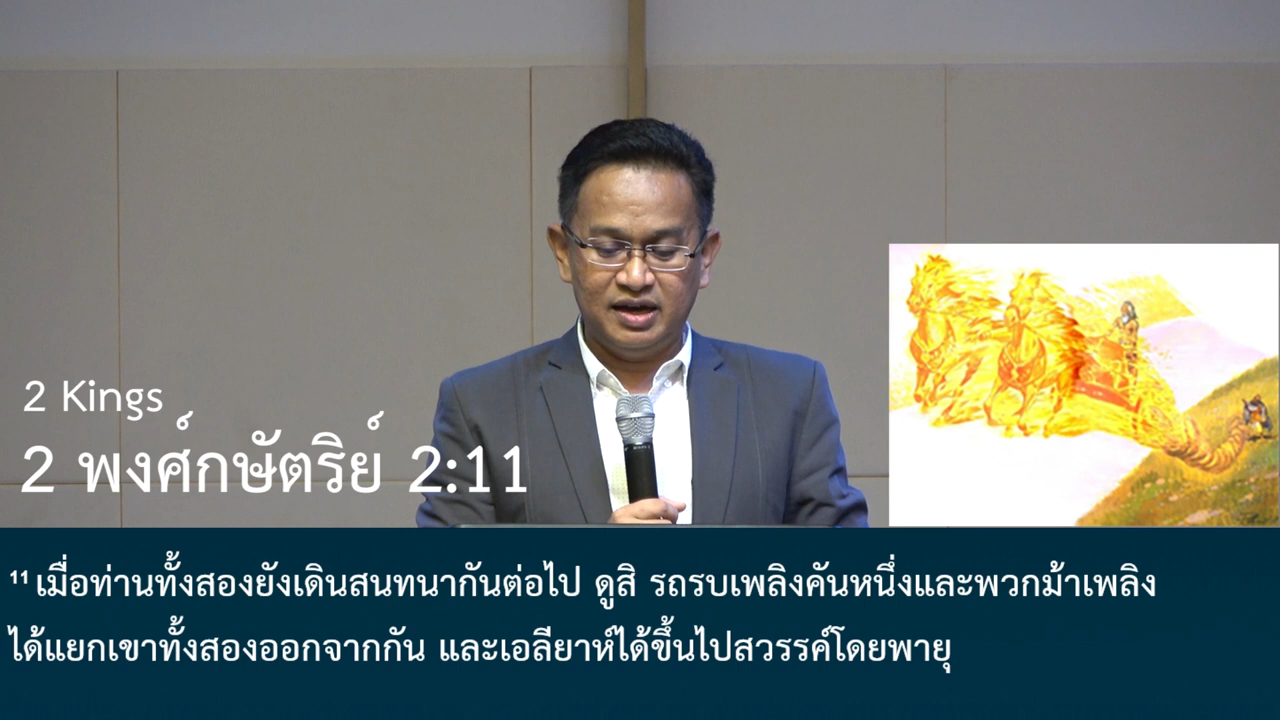 2 Kings
2 พงศ์กษัตริย์ 2:11
¹¹ เมื่อท่านทั้งสองยังเดินสนทนากันต่อไป ดูสิ รถรบเพลิงคันหนึ่งและพวกม้าเพลิง
ได้แยกเขาทั้งสองออกจากกัน และเอลียาห์ได้ขึ้นไปสวรรค์โดยพายุ